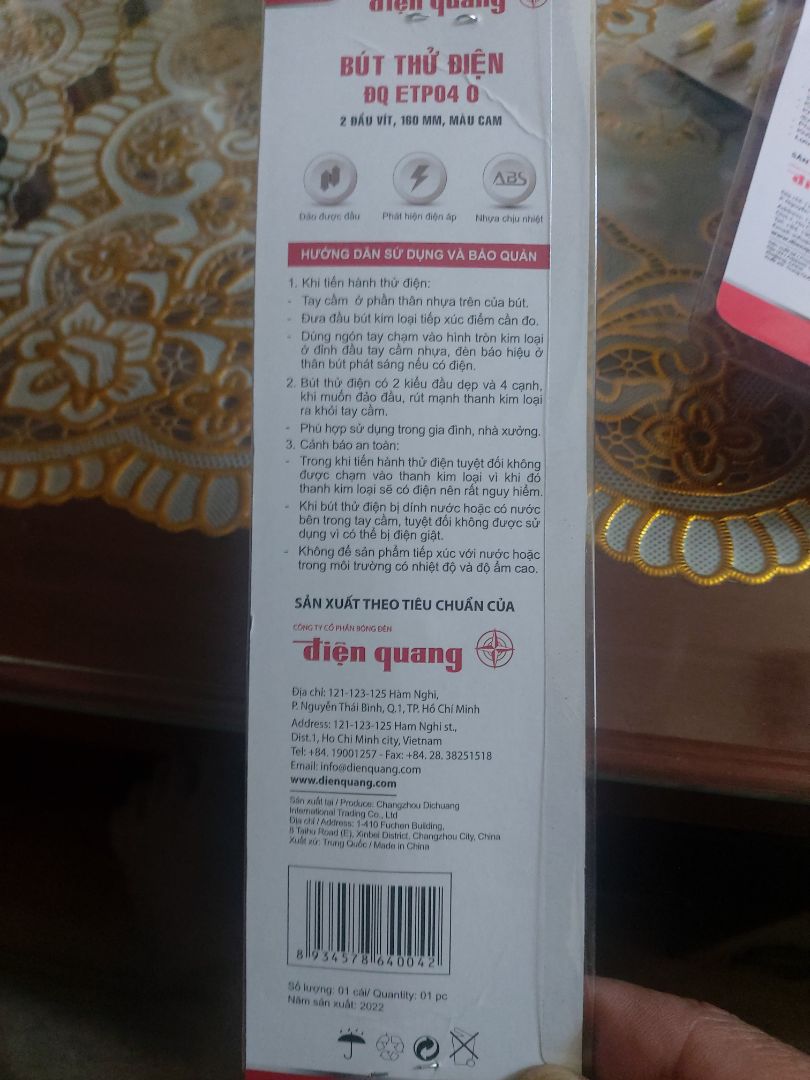 điện quang
BÚT THỬ ĐIỆN
ĐQ ETP04 O
2 ĐẦU VÍT, 160 MM, MÀU CAM
ABS
Đảo được đầu
Phát hiện điện áp
Nhựa chịu nhiệt
HƯỚNG DẪN SỬ DỤNG VÀ BẢO QUẢN
1. Khi tiến hành thử điện:
- Tay cầm ở phần thân nhựa trên của bút.
- Đưa đầu bút kim loại tiếp xúc điểm cần đo.
- Dùng ngón tay chạm vào hình tròn kim loại
ở đỉnh đầu tay cầm nhựa, đèn báo hiệu ở
thân bút phát sáng nếu có điện.
2. Bút thử điện có 2 kiểu đầu dẹp và 4 cạnh,
khi muốn đảo đầu, rút mạnh thanh kim loại
ra khỏi tay cầm.
- Phù hợp sử dụng trong gia đình, nhà xưởng.
3. Cảnh báo an toàn:
- Trong khi tiến hành thử điện tuyệt đối không
được chạm vào thanh kim loại vì khi đó
thanh kim loại sẽ có điện nên rất nguy hiểm.
- Khi bút thử điện bị dính nước hoặc có nước
bên trong tay cầm, tuyệt đối không được sử
dụng vì có thể bị điện giật.
- Không để sản phẩm tiếp xúc với nước hoặc
trong môi trường có nhiệt độ và độ ẩm cao.
SẢN XUẤT THEO TIÊU CHUẨN CỦA
CÔNG TY CỔ PHẦN BÓNG ĐÈN
điện quang
Địa chỉ: 121-123-125 Hàm Nghi,
P. Nguyễn Thái Bình, Q.1, TP. Hồ Chí Minh
Address: 121-123-125 Ham Nghi st.,
Dist.1, Ho Chi Minh city, Vietnam
Tel: +84. 19001257 - Fax: +84. 28. 38251518
Email: info@dienquang.com
www.dienquang.com
Sản xuất tại / Produce: Changzhou Dichuang
International Trading Co., Ltd
Địa chỉ / Address: 1-410 Fuchen Building,
8 Taihu Road (E), Xinbei District, Changzhou City, China
Xuất xứ: Trung Quốc / Made in China
8 934578 640042
Số lượng: 01 cái/ Quantity: 01 pc
Năm sản xuất: 2022
SẢN